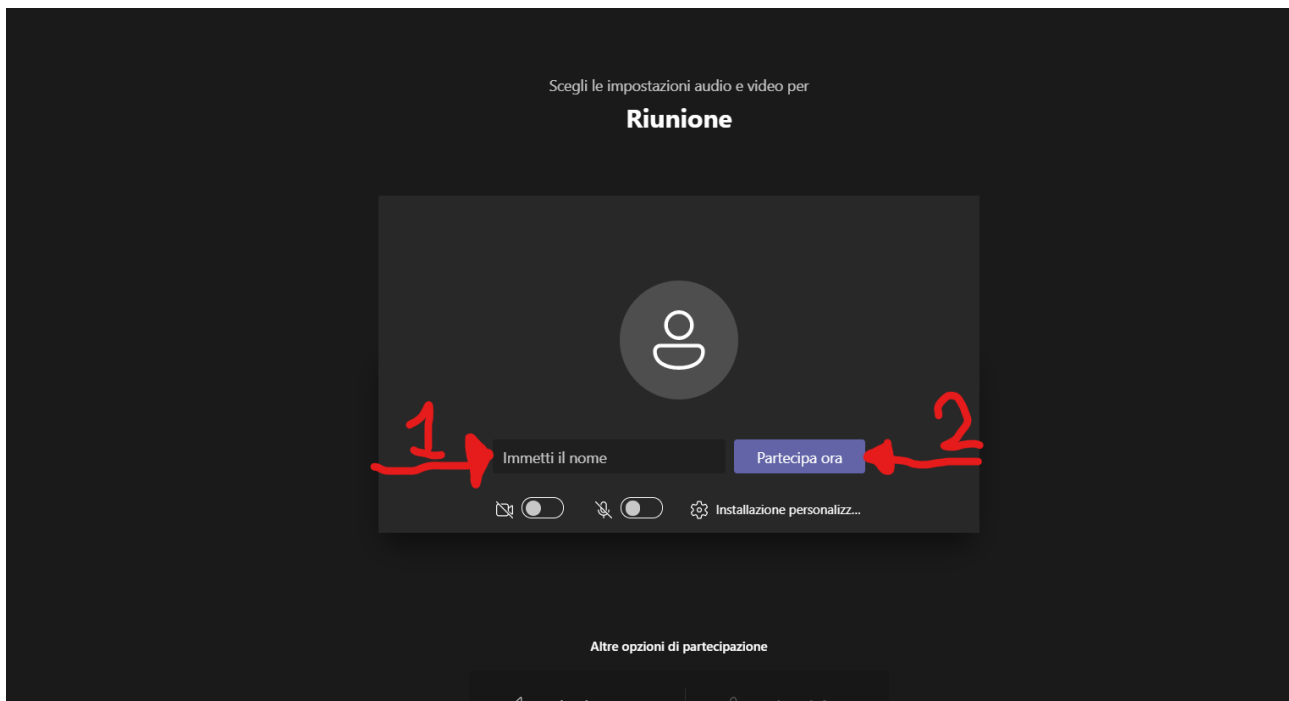 Scegli le impostazioni audio e video per
Riunione
1
2
Immetti il nome
Partecipa ora
Installazione personalizz...
Altre opzioni di partecipazione